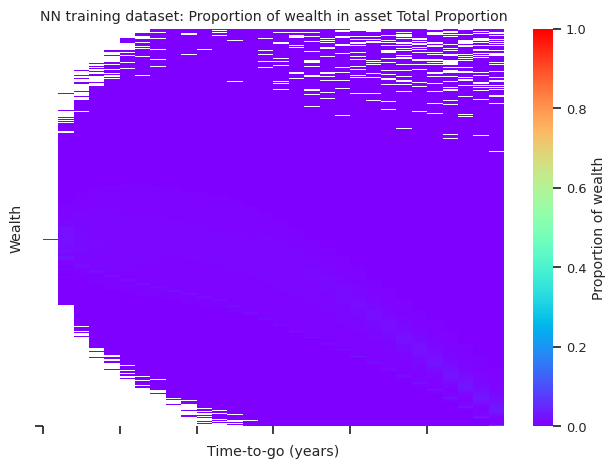 NN training dataset: Proportion of wealth in asset Total Proportion
Wealth
Time-to-go (years)
1.0
0.8
0.6
0.4
0.2
0.0
Proportion of wealth